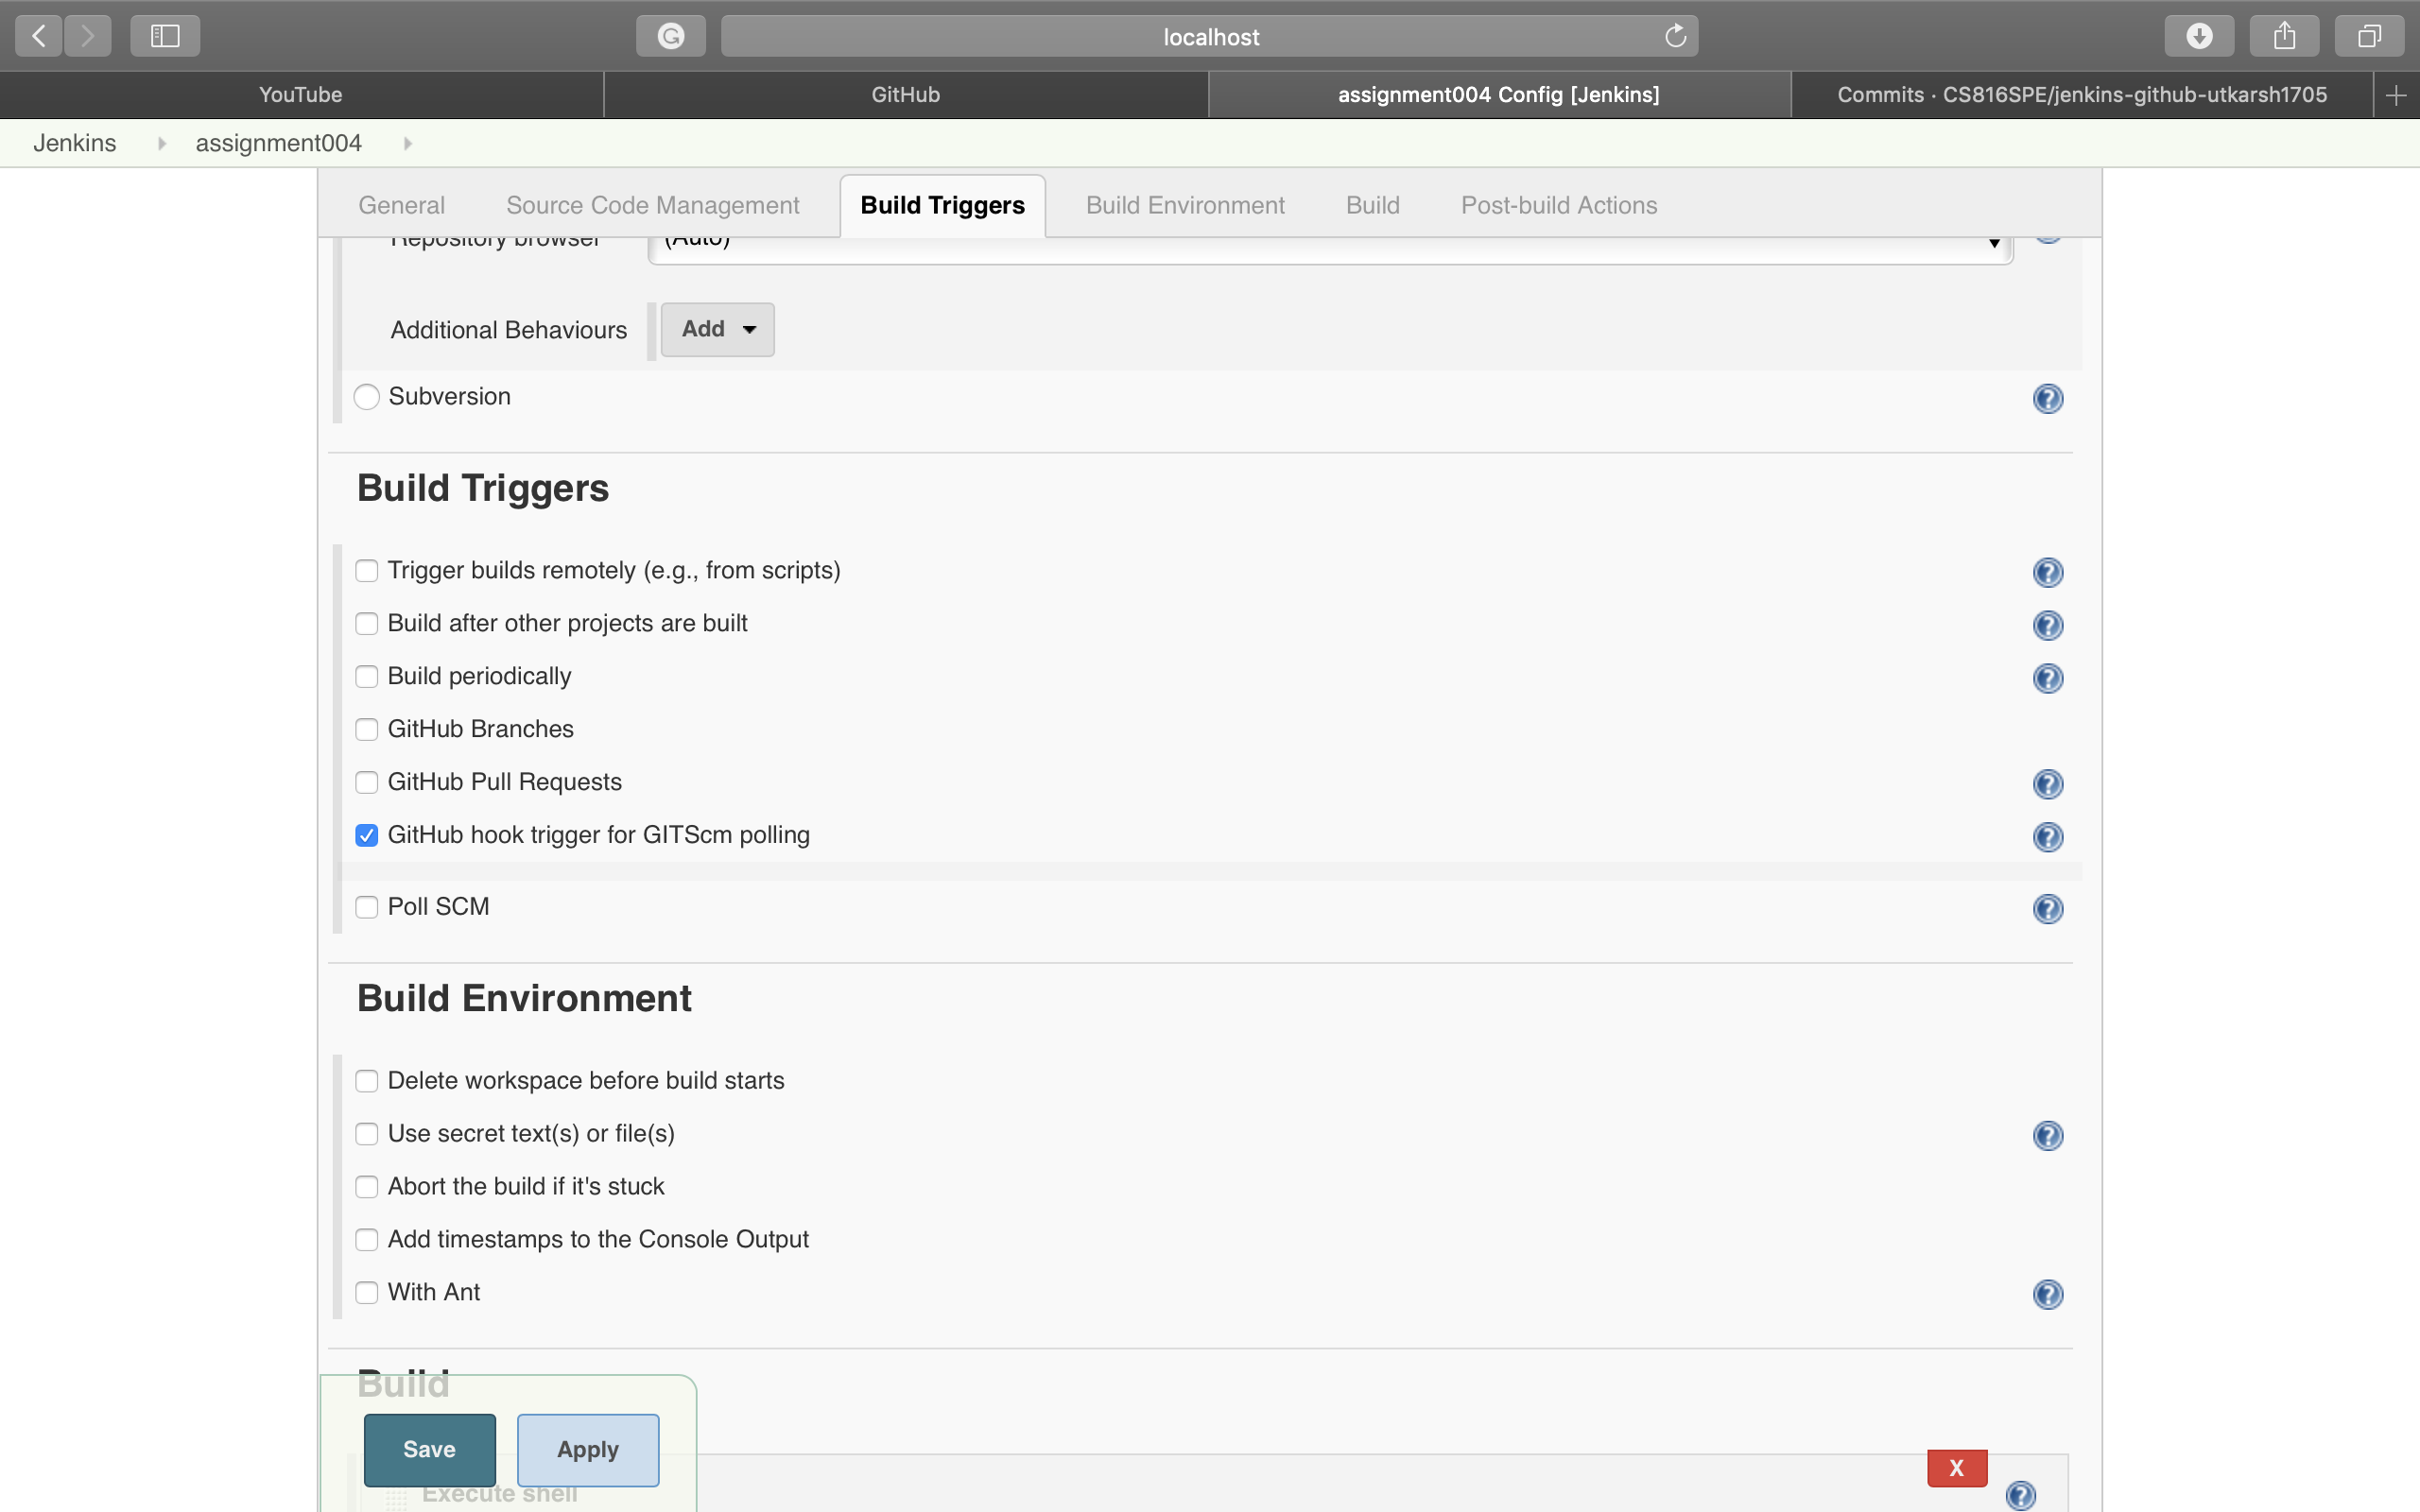 localhost
YouTube
GitHub
assignment004 Config [Jenkins]
Commits · CS816SPE/jenkins-github-utkarsh1705
Jenkins
assignment004
General
Source Code Management
Build Triggers
Build Environment
Build
Post-build Actions
Repository browser
(Auto)
Additional Behaviours
Add
Subversion
Build Triggers
Trigger builds remotely (e.g., from scripts)
Build after other projects are built
Build periodically
GitHub Branches
GitHub Pull Requests
GitHub hook trigger for GITScm polling
Poll SCM
Build Environment
Delete workspace before build starts
Use secret text(s) or file(s)
Abort the build if it's stuck
Add timestamps to the Console Output
With Ant
Build
Save
Apply
X
Execute shell